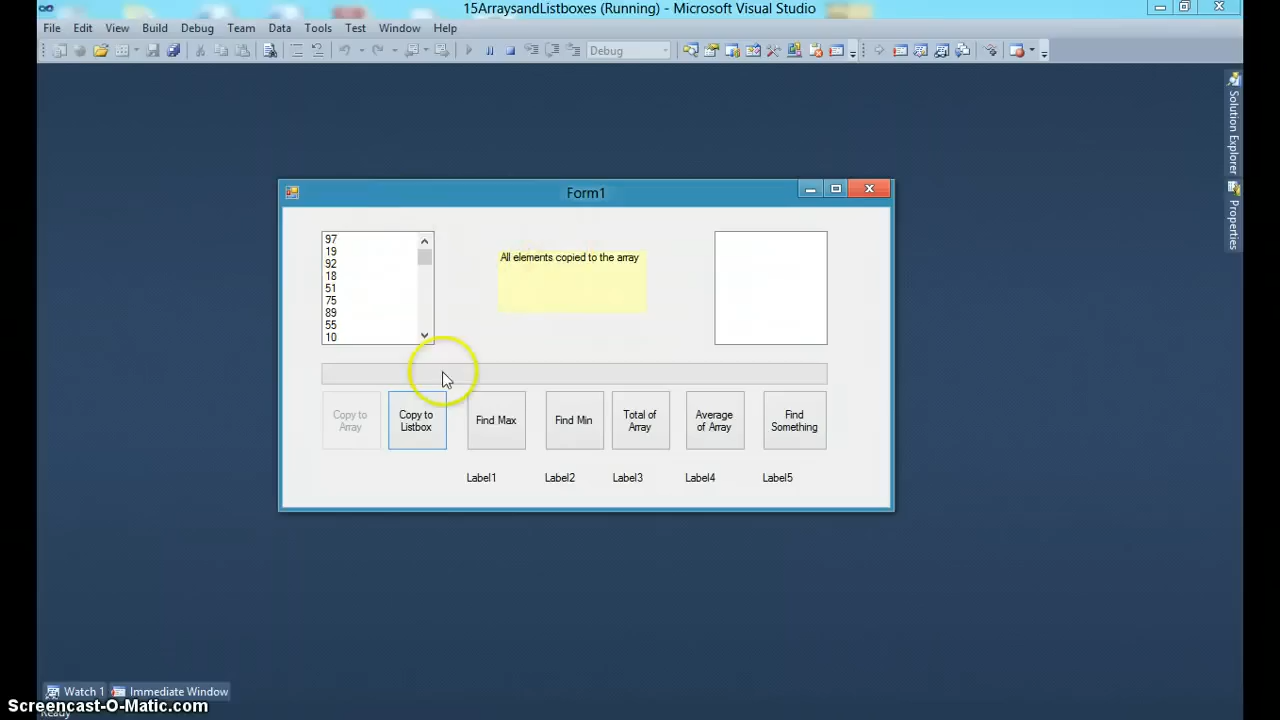 15ArraysandListboxes (Running) - Microsoft Visual Studio
File Edit View Build Debug Team Data Tools Test Window Help
Debug
Solution Explorer
Properties
Form1
97
19
92
18
51
75
89
55
10
All elements copied to the array
Copy to Array
Copy to Listbox
Find Max
Find Min
Total of Array
Average of Array
Find Something
Label1 Label2 Label3 Label4 Label5
Watch 1 Immediate Window
Ready
Screencast-O-Matic.com